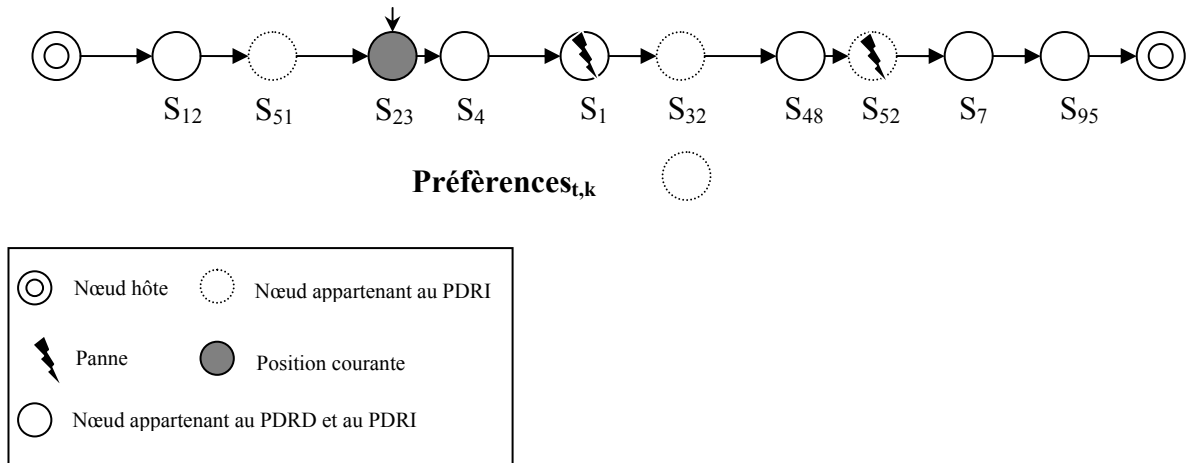 S12 S51 S23 S4 S1 S32 S48 S52 S7 S95
Préfèrencest,k
Nœud hôte
Nœud appartenant au PDRI
Panne
Position courante
Nœud appartenant au PDRD et au PDRI